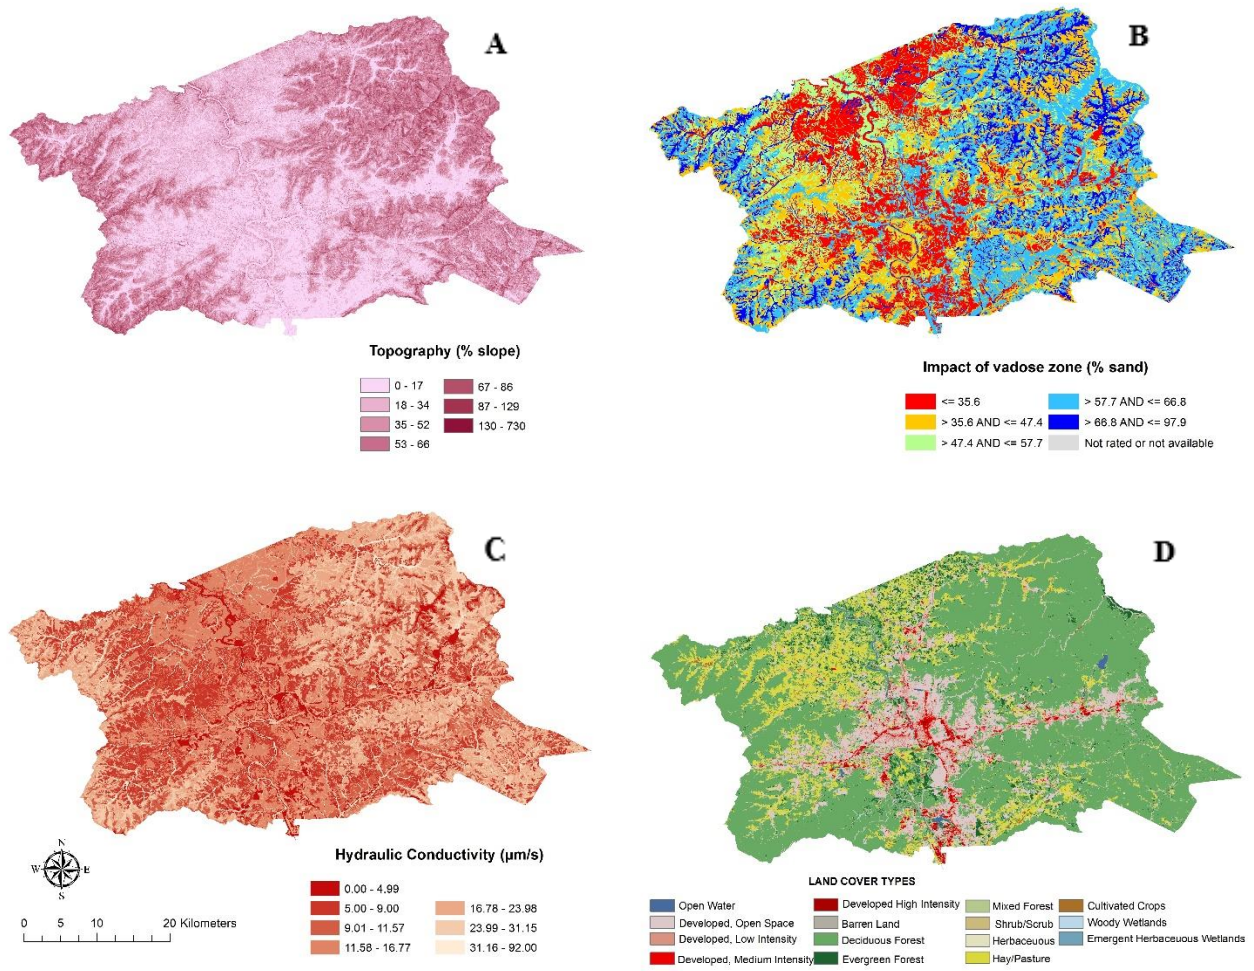 A
B
Topography (% slope)
0 - 17
18 - 34
35 - 52
53 - 66
67 - 86
87 - 129
130 - 730
Impact of vadose zone (% sand)
<= 35.6
> 35.6 AND <= 47.4
> 47.4 AND <= 57.7
> 57.7 AND <= 66.8
> 66.8 AND <= 97.9
Not rated or not available
C
D
N
W
E
S
0 5 10 20 Kilometers
Hydraulic Conductivity (µm/s)
0.00 - 4.99
5.00 - 9.00
9.01 - 11.57
11.58 - 16.77
16.78 - 23.98
23.99 - 31.15
31.16 - 92.00
LAND COVER TYPES
Open Water
Developed, Open Space
Developed, Low Intensity
Developed, Medium Intensity
Developed High Intensity
Barren Land
Deciduous Forest
Evergreen Forest
Mixed Forest
Shrub/Scrub
Herbaceuous
Hay/Pasture
Cultivated Crops
Woody Wetlands
Emergent Herbaceuous Wetlands